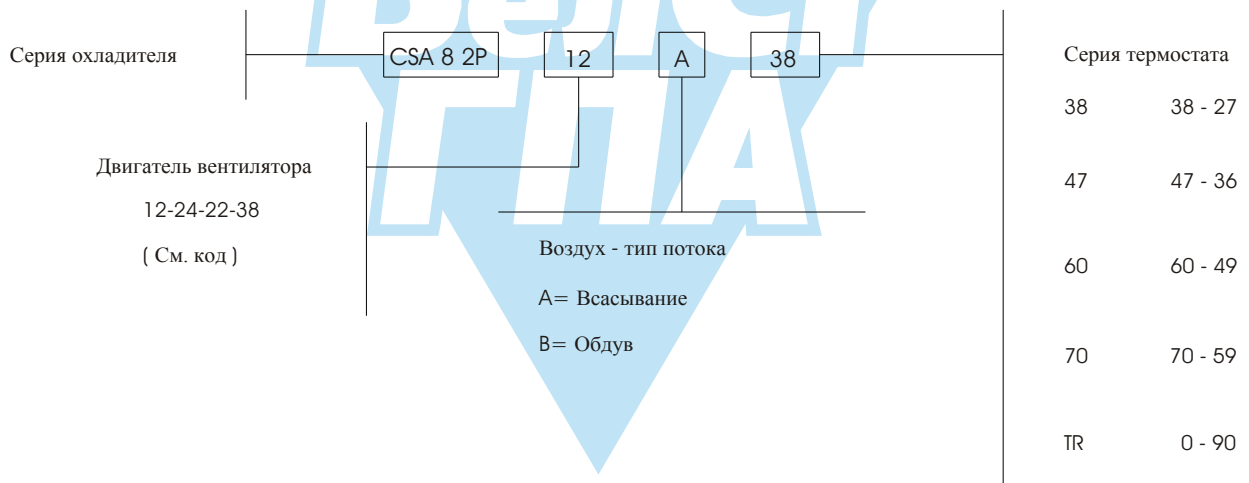 Серия охладителя
CSA 8 2P
12
A
38
Серия термостата
38 38 - 27
47 47 - 36
60 60 - 49
70 70 - 59
TR 0 - 90
Двигатель вентилятора
12-24-22-38
( См. код )
Воздух - тип потока
A= Всасывание
B= Обдув